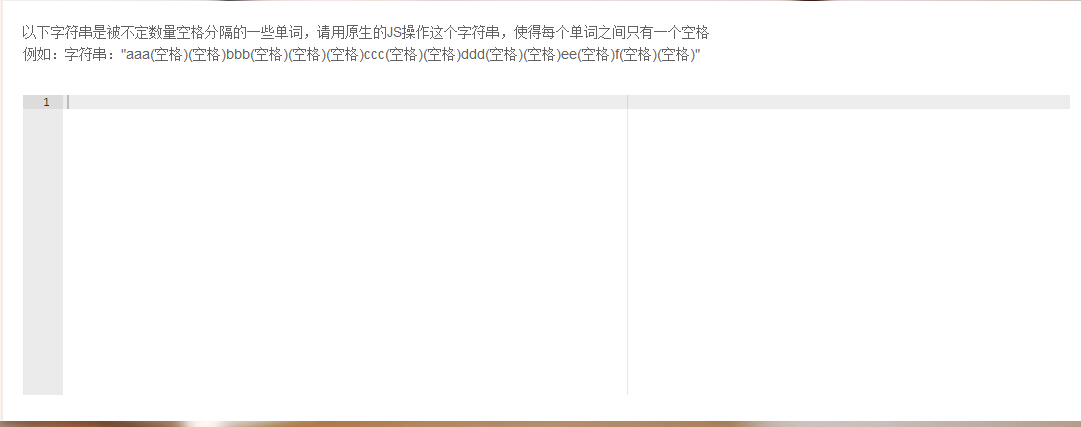 以下字符串是被不定数量空格分隔的一些单词，请用原生的JS操作这个字符串，使得每个单词之间只有一个空格
例如：字符串："aaa(空格)(空格)bbb(空格)(空格)(空格)ccc(空格)(空格)ddd(空格)(空格)ee(空格)f(空格)(空格)"
1